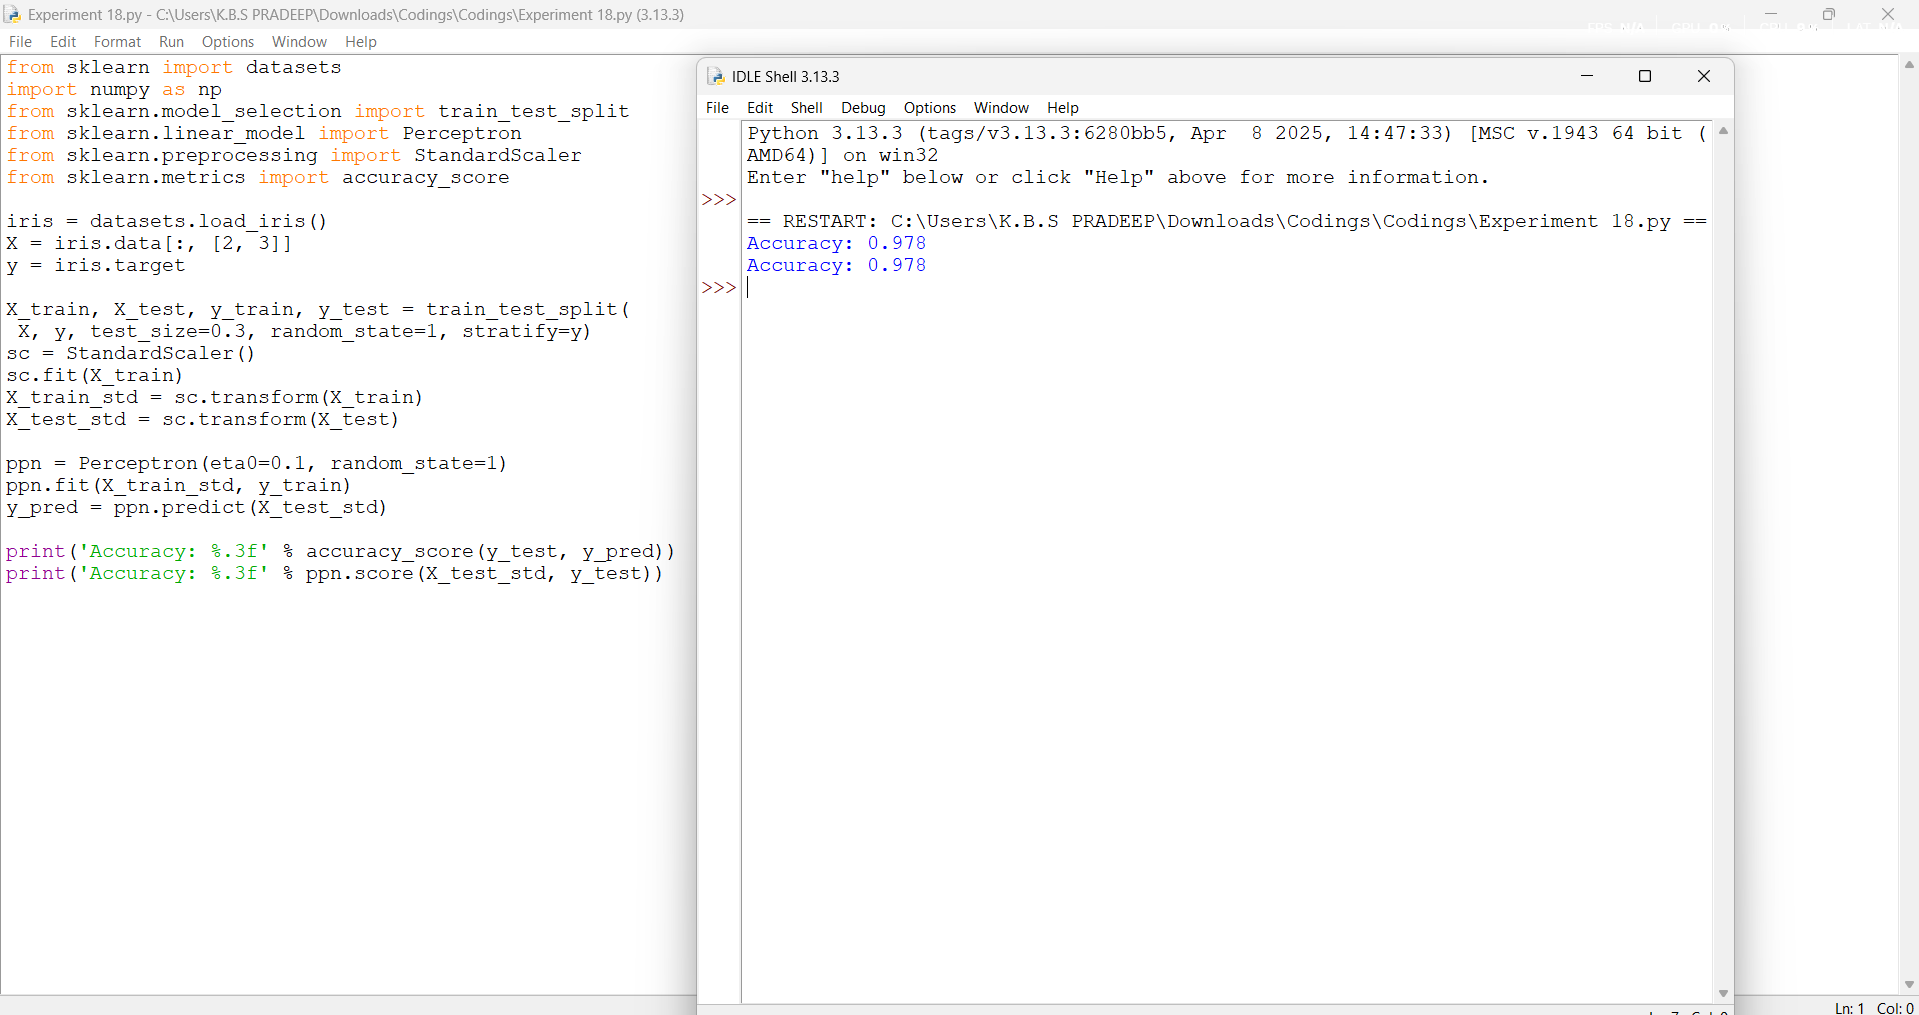 Experiment 18.py - C:\Users\K.B.S PRADEEP\Downloads\Codings\Codings\Experiment 18.py (3.13.3)
File Edit Format Run Options Window Help
from sklearn import datasets
import numpy as np
from sklearn.model_selection import train_test_split
from sklearn.linear_model import Perceptron
from sklearn.preprocessing import StandardScaler
from sklearn.metrics import accuracy_score
iris = datasets.load_iris()
X = iris.data[:, [2, 3]]
y = iris.target
X_train, X_test, y_train, y_test = train_test_split(
X, y, test_size=0.3, random_state=1, stratify=y)
sc = StandardScaler()
sc.fit(X_train)
X_train_std = sc.transform(X_train)
X_test_std = sc.transform(X_test)
ppn = Perceptron(eta0=0.1, random_state=1)
ppn.fit(X_train_std, y_train)
y_pred = ppn.predict(X_test_std)
print('Accuracy: %.3f' % accuracy_score(y_test, y_pred))
print('Accuracy: %.3f' % ppn.score(X_test_std, y_test))
IDLE Shell 3.13.3
File Edit Shell Debug Options Window Help
Python 3.13.3 (tags/v3.13.3:6280bb5, Apr  8 2025, 14:47:33) [MSC v.1943 64 bit (
AMD64)] on win32
Enter "help" below or click "Help" above for more information.
>>>
== RESTART: C:\Users\K.B.S PRADEEP\Downloads\Codings\Codings\Experiment 18.py ==
Accuracy: 0.978
Accuracy: 0.978
>>>
Ln: 1 Col: 0